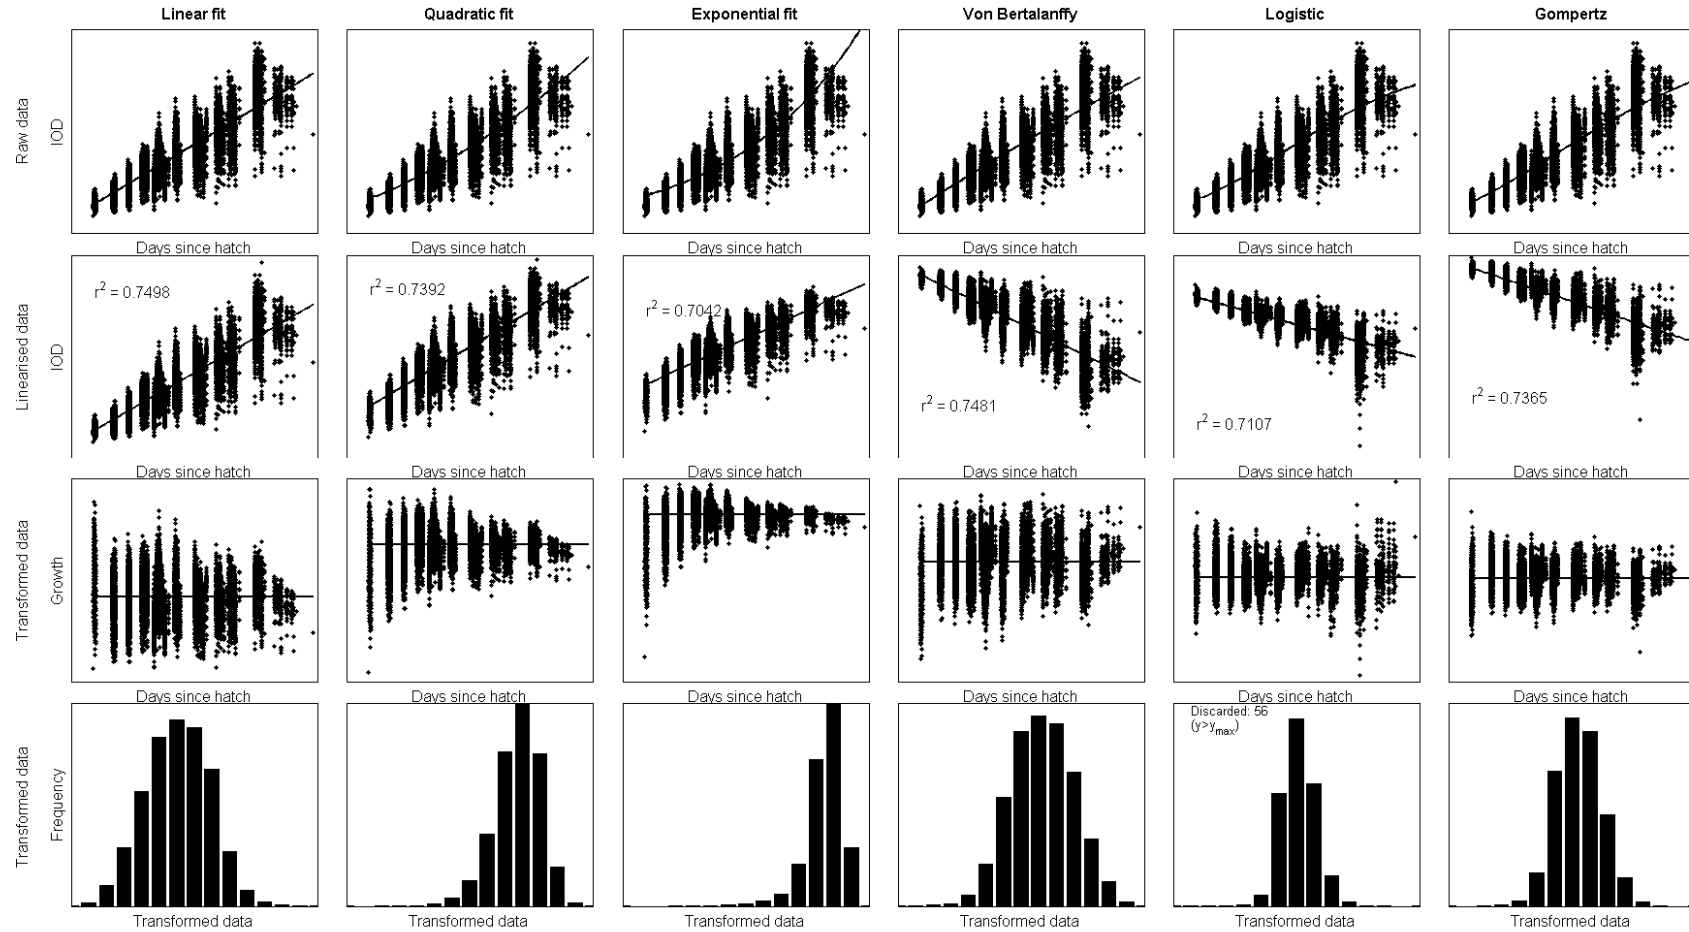 Linear fit
Quadratic fit
Exponential fit
Von Bertalanffy
Logistic
Gompertz
Raw data
IOD
Days since hatch
Days since hatch
Days since hatch
Days since hatch
Days since hatch
Days since hatch
Linearised data
IOD
r² = 0.7498
r² = 0.7392
r² = 0.7042
r² = 0.7481
r² = 0.7107
r² = 0.7365
Days since hatch
Days since hatch
Days since hatch
Days since hatch
Days since hatch
Days since hatch
Transformed data
Growth
Days since hatch
Days since hatch
Days since hatch
Days since hatch
Days since hatch
Days since hatch
Transformed data
Frequency
Discarded: 56
(y>ymax)
Transformed data
Transformed data
Transformed data
Transformed data
Transformed data
Transformed data